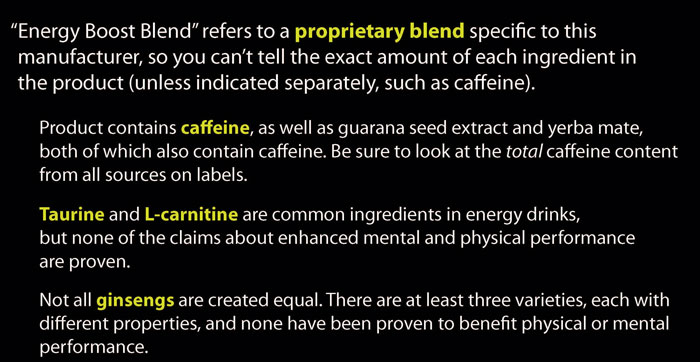 “Energy Boost Blend” refers to a proprietary blend specific to this
manufacturer, so you can’t tell the exact amount of each ingredient in
the product (unless indicated separately, such as caffeine).
Product contains caffeine, as well as guarana seed extract and yerba mate,
both of which also contain caffeine. Be sure to look at the total caffeine content
from all sources on labels.
Taurine and L-carnitine are common ingredients in energy drinks,
but none of the claims about enhanced mental and physical performance
are proven.
Not all ginsengs are created equal. There are at least three varieties, each with
different properties, and none have been proven to benefit physical or mental
performance.